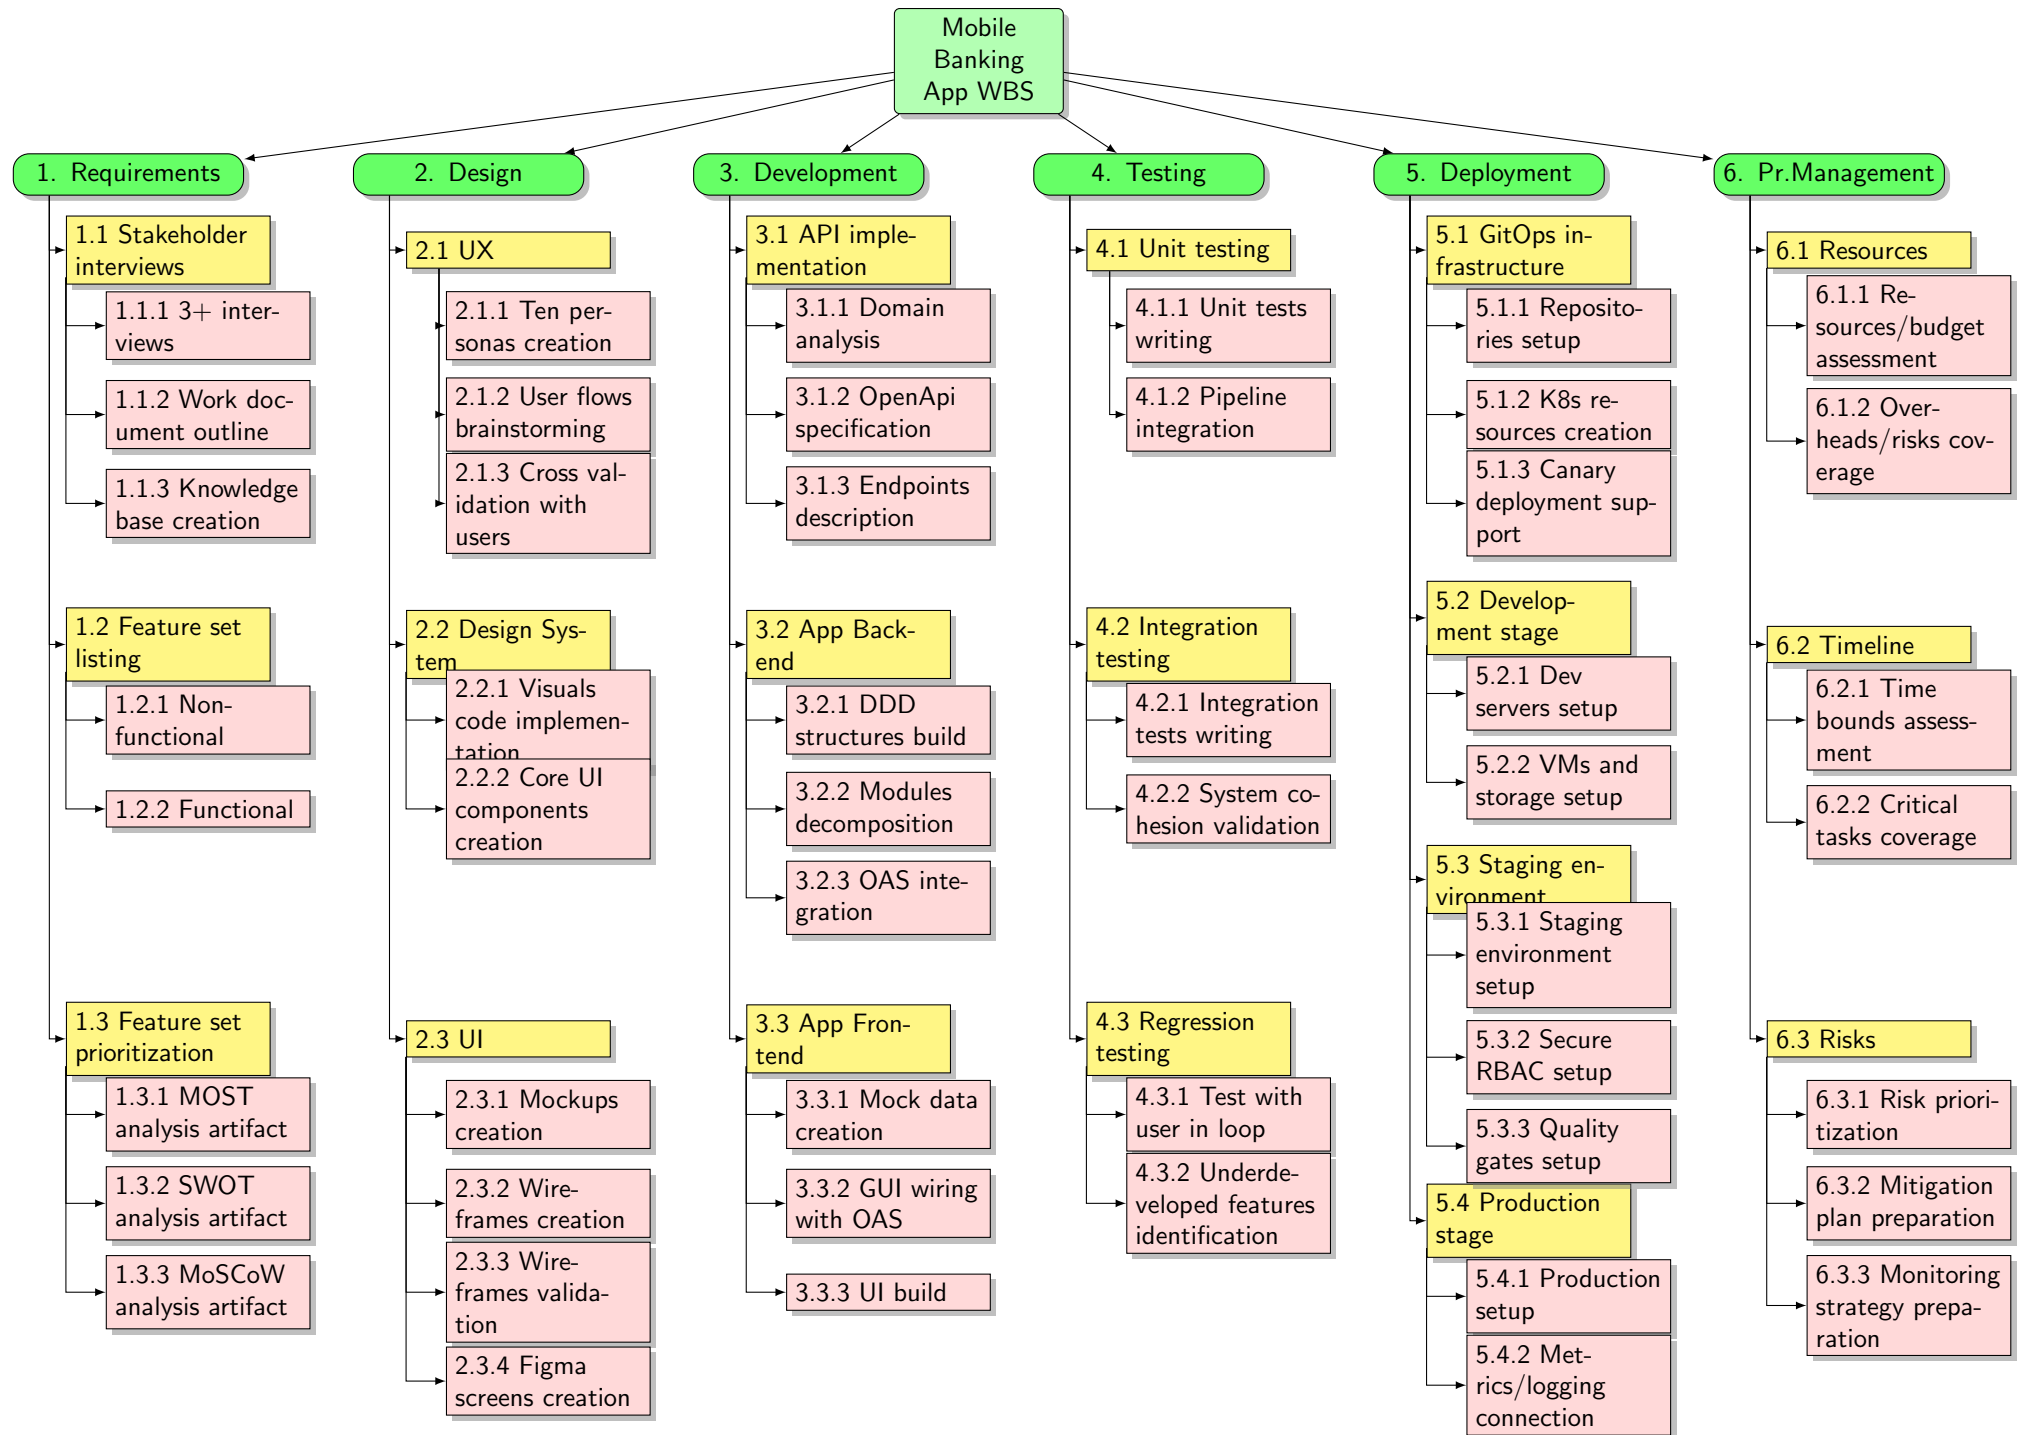 Mobile
Banking
App WBS
1. Requirements
1.1 Stakeholder
interviews
1.1.1 3+ inter-
views
1.1.2 Work doc-
ument outline
1.1.3 Knowledge
base creation
1.2 Feature set
listing
1.2.1 Non-
functional
1.2.2 Functional
1.3 Feature set
prioritization
1.3.1 MOST
analysis artifact
1.3.2 SWOT
analysis artifact
1.3.3 MoSCoW
analysis artifact
2. Design
2.1 UX
2.1.1 Ten per-
sonas creation
2.1.2 User flows
brainstorming
2.1.3 Cross val-
idation with
users
2.2 Design Sys-
tem
2.2.1 Visuals
code implemen-
tation
2.2.2 Core UI
components
creation
2.3 UI
2.3.1 Mockups
creation
2.3.2 Wire-
frames creation
2.3.3 Wire-
frames valida-
tion
2.3.4 Figma
screens creation
3. Development
3.1 API imple-
mentation
3.1.1 Domain
analysis
3.1.2 OpenApi
specification
3.1.3 Endpoints
description
3.2 App Back-
end
3.2.1 DDD
structures build
3.2.2 Modules
decomposition
3.2.3 OAS inte-
gration
3.3 App Fron-
tend
3.3.1 Mock data
creation
3.3.2 GUI wiring
with OAS
3.3.3 UI build
4. Testing
4.1 Unit testing
4.1.1 Unit tests
writing
4.1.2 Pipeline
integration
4.2 Integration
testing
4.2.1 Integration
tests writing
4.2.2 System co-
hesion validation
4.3 Regression
testing
4.3.1 Test with
user in loop
4.3.2 Underde-
veloped features
identification
5. Deployment
5.1 GitOps in-
frastructure
5.1.1 Reposito-
ries setup
5.1.2 K8s re-
sources creation
5.1.3 Canary
deployment sup-
port
5.2 Develop-
ment stage
5.2.1 Dev
servers setup
5.2.2 VMs and
storage setup
5.3 Staging en-
vironment
5.3.1 Staging
environment
setup
5.3.2 Secure
RBAC setup
5.3.3 Quality
gates setup
5.4 Production
stage
5.4.1 Production
setup
5.4.2 Met-
rics/logging
connection
6. Pr.Management
6.1 Resources
6.1.1 Re-
sources/budget
assessment
6.1.2 Over-
heads/risks cov-
erage
6.2 Timeline
6.2.1 Time
bounds assess-
ment
6.2.2 Critical
tasks coverage
6.3 Risks
6.3.1 Risk priori-
tization
6.3.2 Mitigation
plan preparation
6.3.3 Monitoring
strategy prepa-
ration